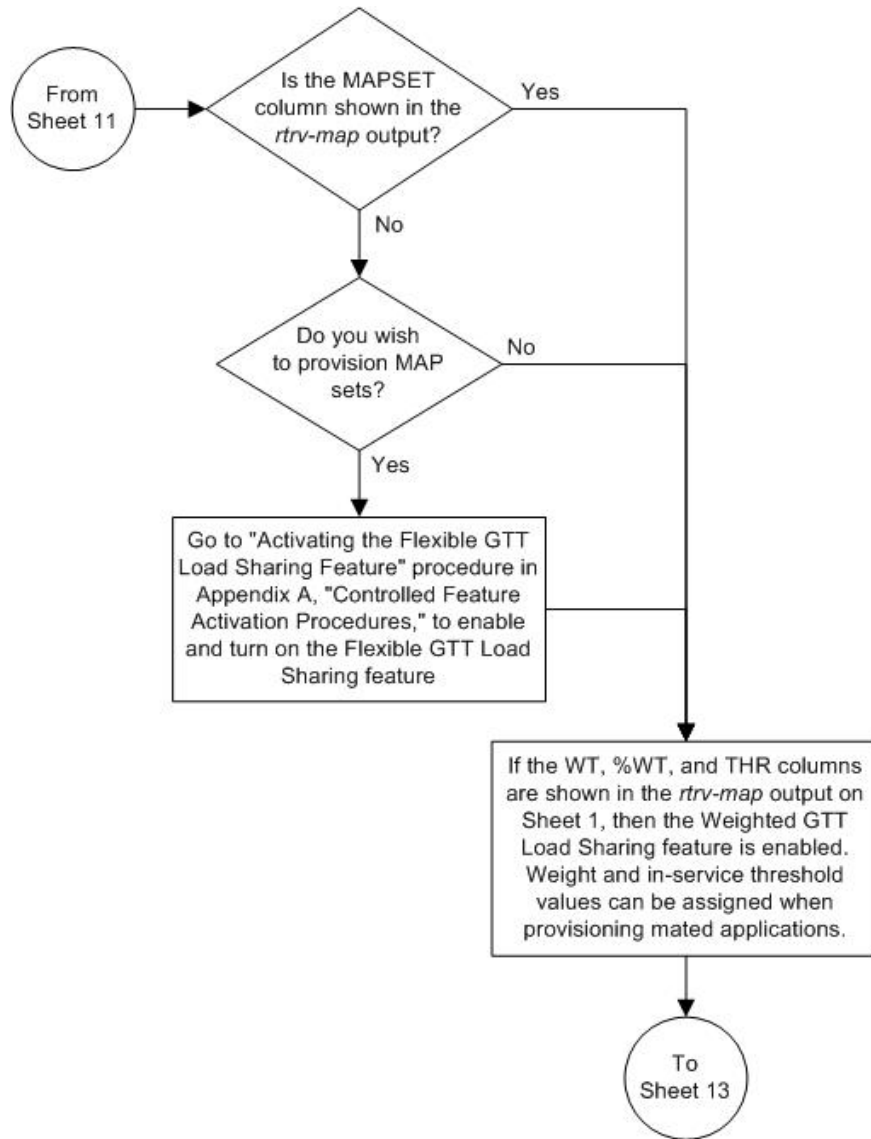 From
Sheet 11
Is the MAPSET
column shown in the
rtrv-map output?
Yes
No
Do you wish
to provision MAP
sets?
No
Yes
Go to "Activating the Flexible GTT
Load Sharing Feature" procedure in
Appendix A, "Controlled Feature
Activation Procedures," to enable
and turn on the Flexible GTT Load
Sharing feature
If the WT, %WT, and THR columns
are shown in the rtrv-map output on
Sheet 1, then the Weighted GTT
Load Sharing feature is enabled.
Weight and in-service threshold
values can be assigned when
provisioning mated applications.
To
Sheet 13